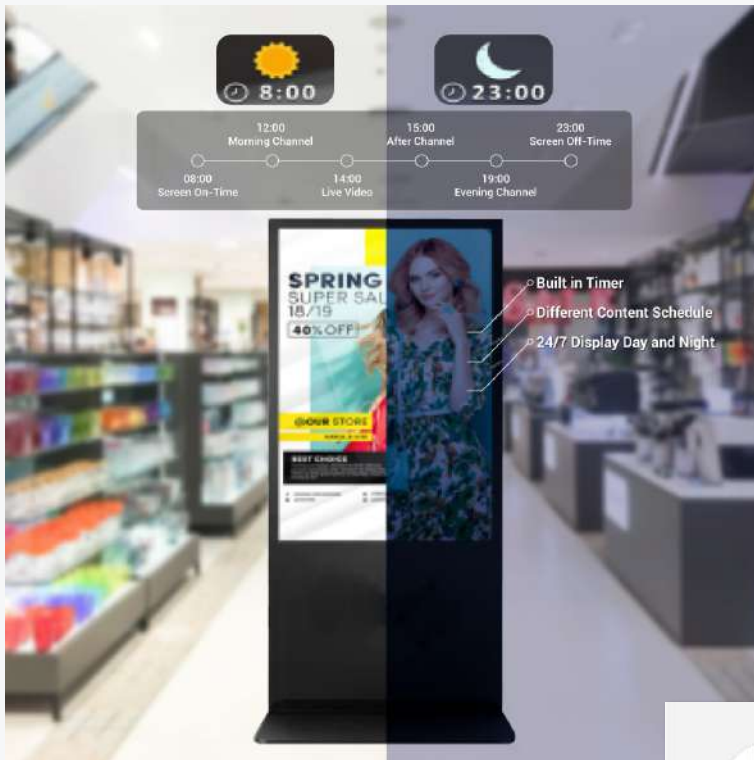 8:00
23:00
12:00
Morning Channel
15:00
After Channel
23:00
Screen Off-Time
08:00
Screen On-Time
14:00
Live Video
19:00
Evening Channel
SPRING
SUPER SAL
18/19
40% OFF
@OUR STORE
BEST CHOICE
Built in Timer
Different Content Schedule
24/7 Display Day and Night